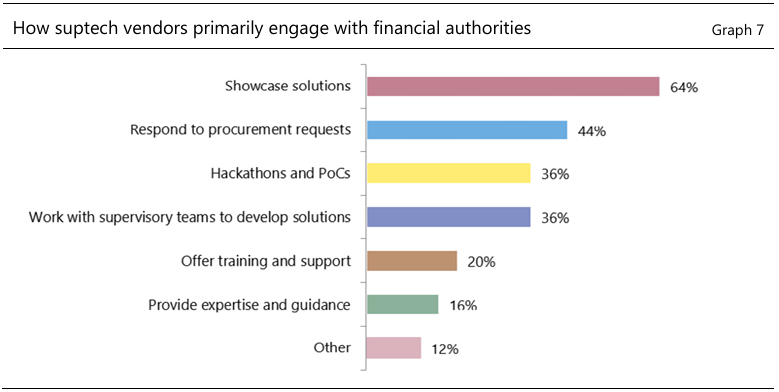 How suptech vendors primarily engage with financial authorities
Graph 7
Showcase solutions 64%
Respond to procurement requests 44%
Hackathons and PoCs 36%
Work with supervisory teams to develop solutions 36%
Offer training and support 20%
Provide expertise and guidance 16%
Other 12%